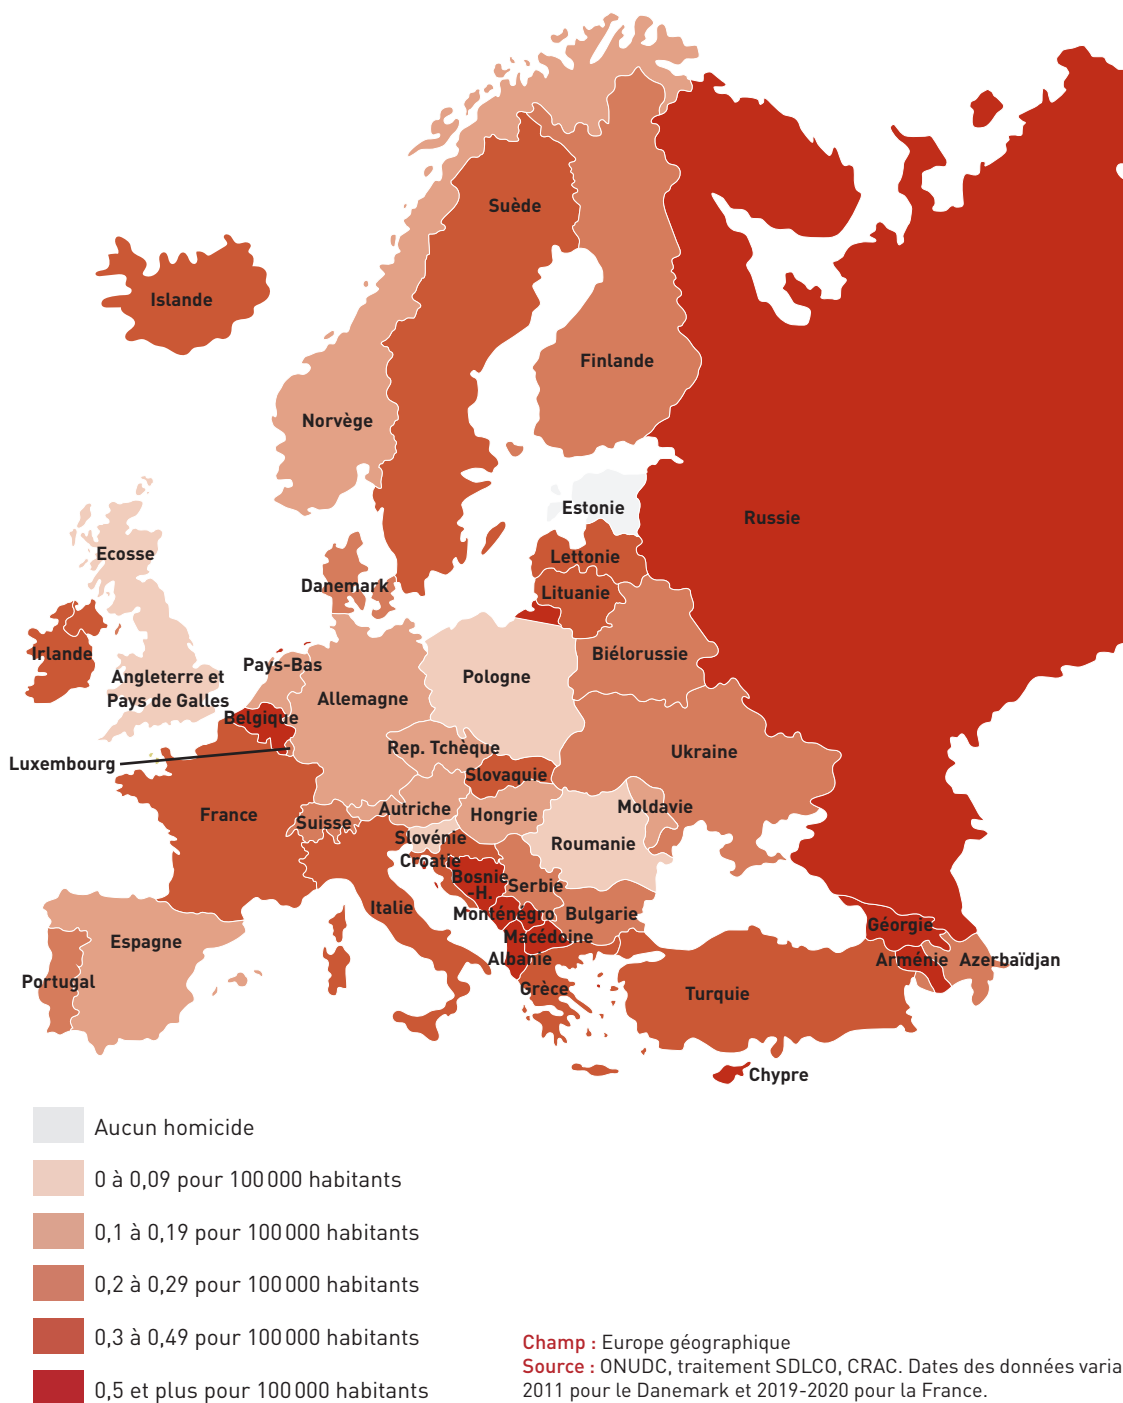 Suède
Islande
Finlande
Norvège
Estonie
Russie
Ecosse
Lettonie
Danemark
Lituanie
Irlande
Biélorussie
Pays-Bas
Angleterre et
Pays de Galles
Pologne
Allemagne
Belgique
Rep. Tchèque
Ukraine
Luxembourg
Slovaquie
France
Suisse
Autriche
Hongrie
Moldavie
Slovénie
Roumanie
Croatie
Bosnie
-H.
Serbie
Italie
Monténégro
Bulgarie
Géorgie
Espagne
Macédoine
Albanie
Arménie
Azerbaïdjan
Portugal
Grèce
Turquie
Chypre
Aucun homicide
0 à 0,09 pour 100 000 habitants
0,1 à 0,19 pour 100 000 habitants
0,2 à 0,29 pour 100 000 habitants
0,3 à 0,49 pour 100 000 habitants
0,5 et plus pour 100 000 habitants
Champ : Europe géographique
Source : ONUDC, traitement SDLCO, CRAC. Dates des données varia
2011 pour le Danemark et 2019-2020 pour la France.